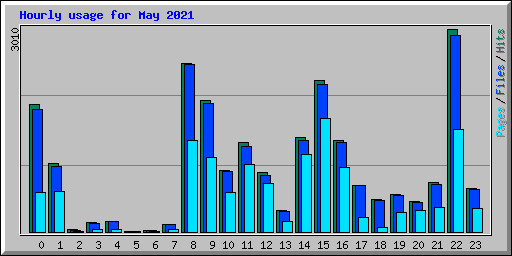 Hourly usage for May 2021
3010
Pages/Files/Hits
0 1 2 3 4 5 6 7 8 9 10 11 12 13 14 15 16 17 18 19 20 21 22 23